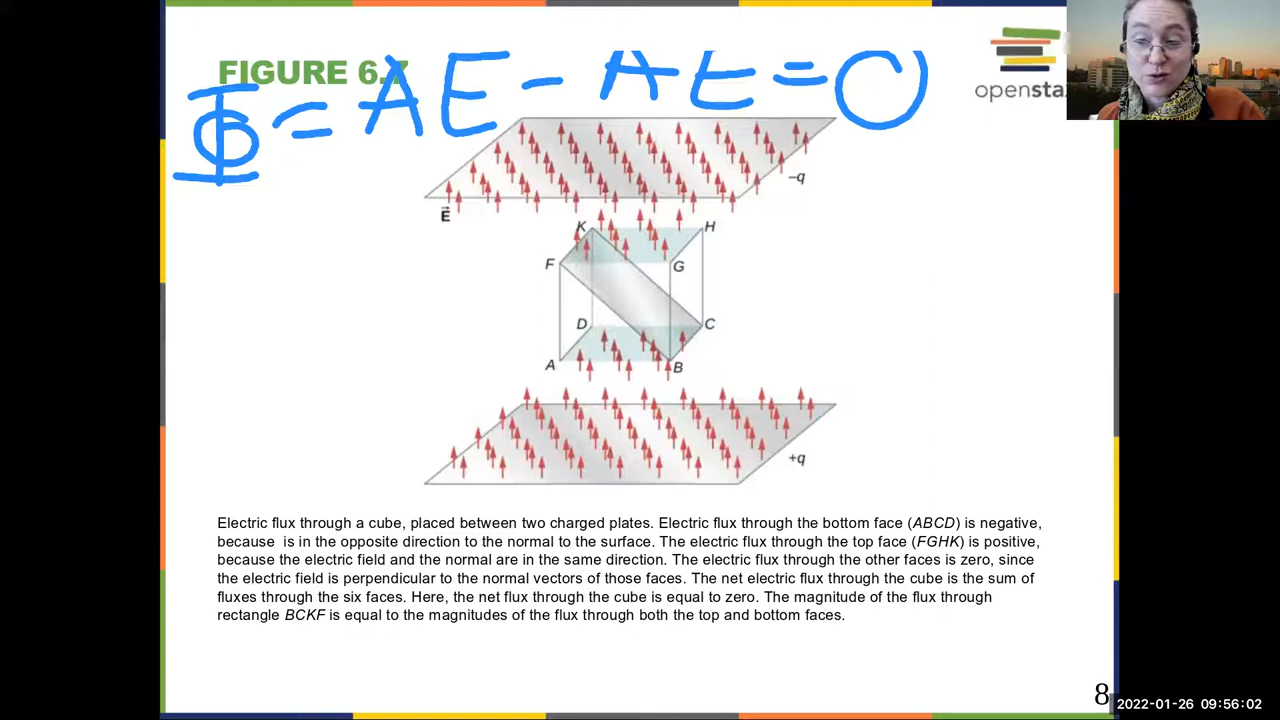 FIGURE 6.7
Φ = AE - AE = 0
openstax
-q
E⃗
K
H
F
G
D
C
A
B
+q
Electric flux through a cube, placed between two charged plates. Electric flux through the bottom face (ABCD) is negative,
because is in the opposite direction to the normal to the surface. The electric flux through the top face (FGHK) is positive,
because the electric field and the normal are in the same direction. The electric flux through the other faces is zero, since
the electric field is perpendicular to the normal vectors of those faces. The net electric flux through the cube is the sum of
fluxes through the six faces. Here, the net flux through the cube is equal to zero. The magnitude of the flux through
rectangle BCKF is equal to the magnitudes of the flux through both the top and bottom faces.
8
2022-01-26 09:56:02